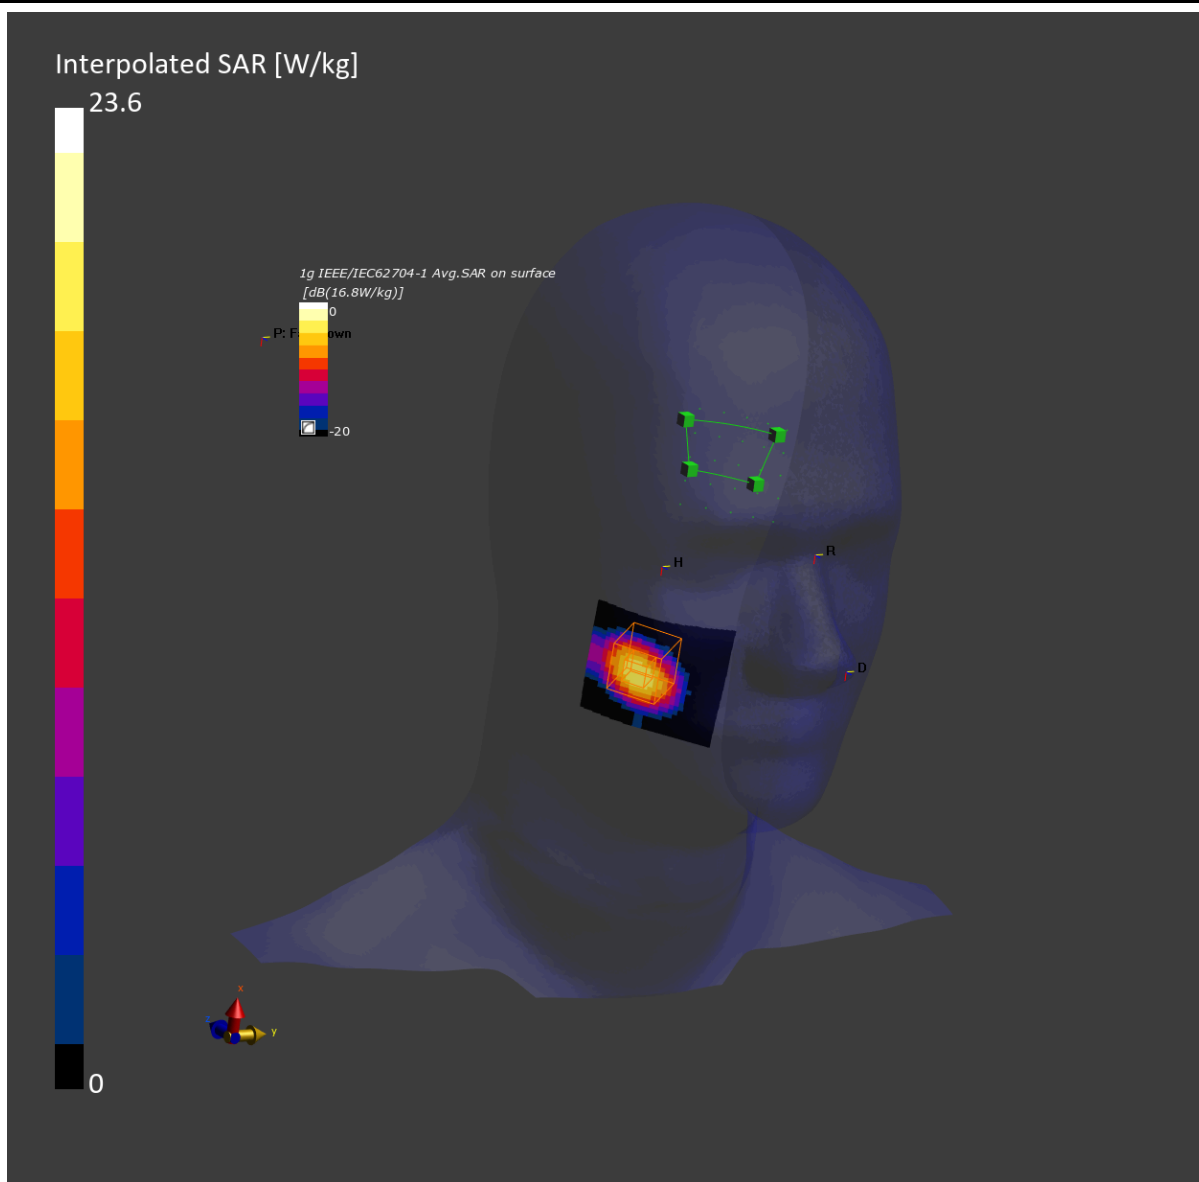 Interpolated SAR [W/kg]
23.6
1g IEEE/IEC62704-1 Avg.SAR on surface
[dB(16.8W/kg)]
0
P: F
own
-20
R
H
D
x
z
y
0